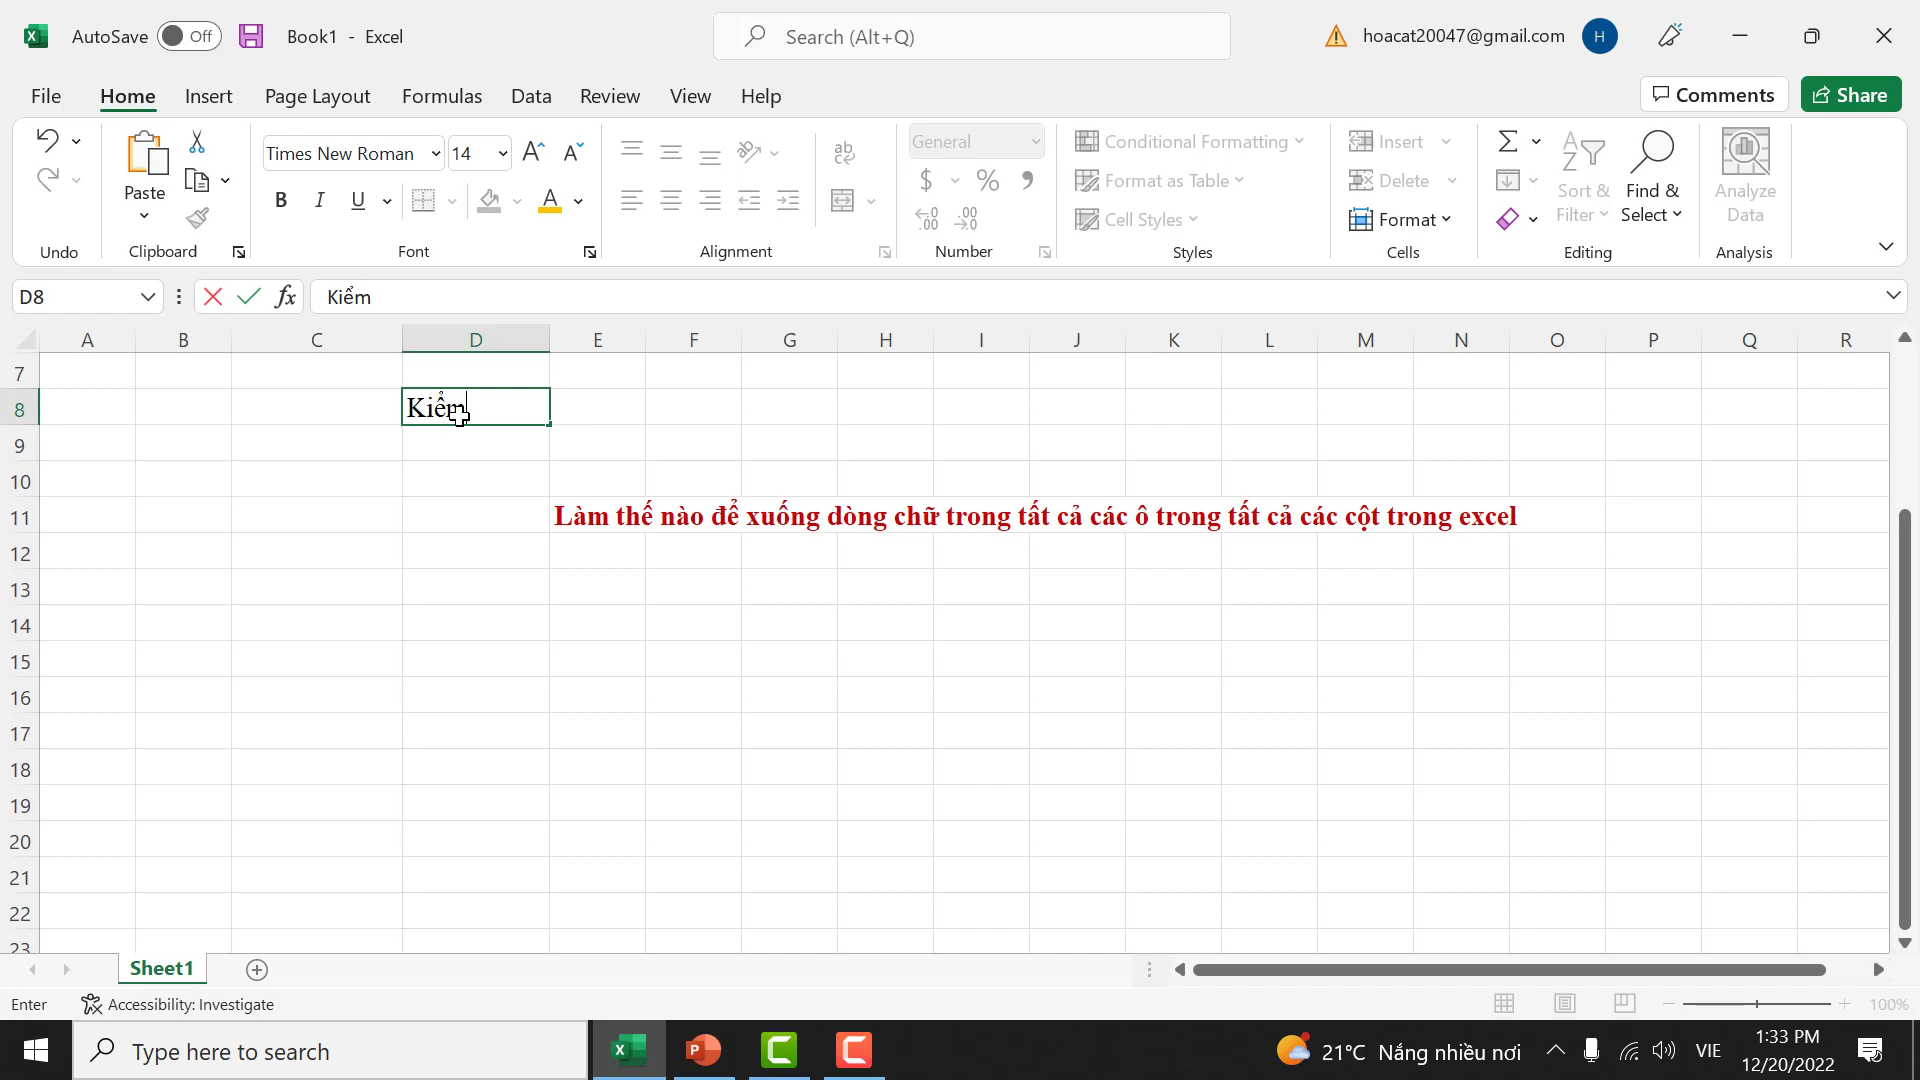 AutoSave Off Book1 - Excel Search (Alt+Q) hoacat20047@gmail.com H
File Home Insert Page Layout Formulas Data Review View Help Comments Share
Times New Roman 14 ab General Conditional Formatting Insert
Paste B I U A $ % , Format as Table Delete Sort & Filter Find & Select Analyze Data
Cell Styles Format
Undo Clipboard Font Alignment Number Styles Cells Editing Analysis
D8 fx Kiểm
A B C D E F G H I J K L M N O P Q R
7
8 Kiểm
9
10
11 Làm thế nào để xuống dòng chữ trong tất cả các ô trong tất cả các cột trong excel
12
13
14
15
16
17
18
19
20
21
22
23
Sheet1
Enter Accessibility: Investigate 100%
Type here to search 21°C Nắng nhiều nơi VIE 1:33 PM
12/20/2022